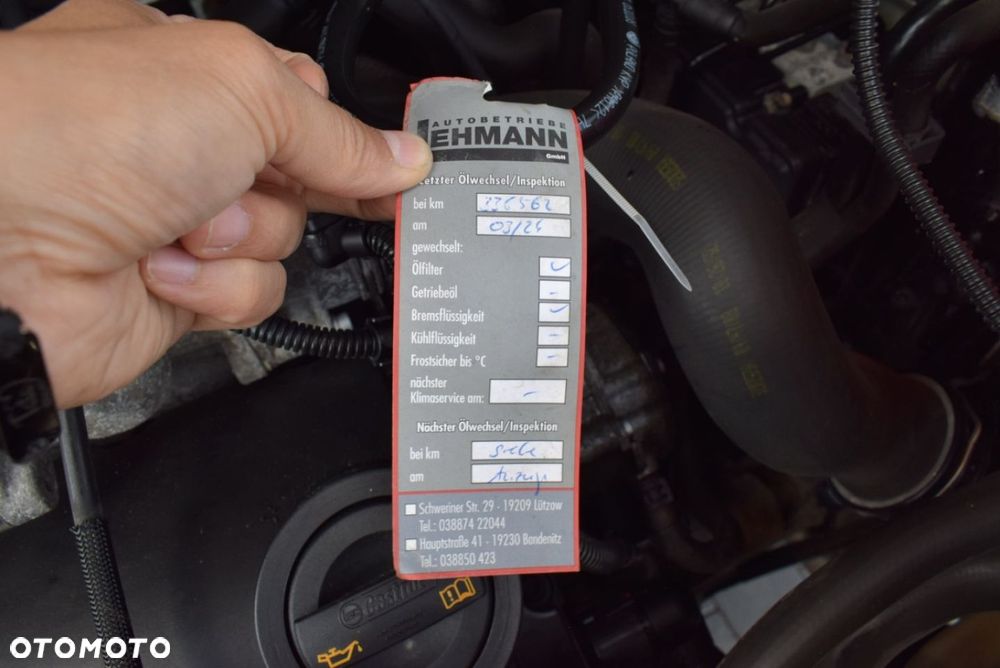 AUTOBETRIEBE
LEHMANN
GmbH
Letzter Ölwechsel/Inspektion
bei km 226562
am 03/24
gewechselt:
Ölfilter ✓
Getriebeöl -
Bremsflüssigkeit ✓
Kühlflüssigkeit -
Frostsicher bis °C -
nächster
Klimaservice am: -
Nächster Ölwechsel/Inspektion
bei km siehe
am Anzeige
Schweriner Str. 29 - 19209 Lützow
Tel.: 038874 22044
Hauptstraße 41 - 19230 Bandenitz
Tel.: 038850 423
Castrol
OTOMOTO